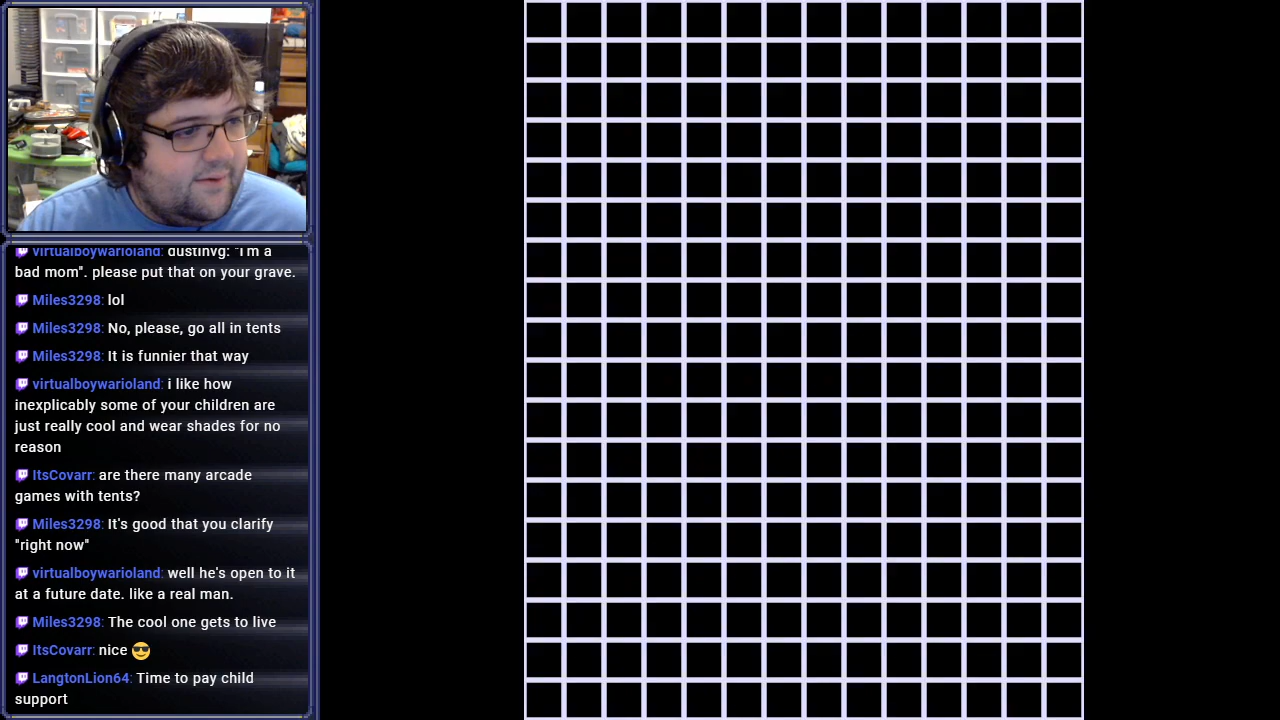 virtualboywarioland: dustinvg: "I'm a
bad mom". please put that on your grave.
Miles3298: lol
Miles3298: No, please, go all in tents
Miles3298: It is funnier that way
virtualboywarioland: i like how
inexplicably some of your children are
just really cool and wear shades for no
reason
ItsCovarr: are there many arcade
games with tents?
Miles3298: It's good that you clarify
"right now"
virtualboywarioland: well he's open to it
at a future date. like a real man.
Miles3298: The cool one gets to live
ItsCovarr: nice 😎
LangtonLion64: Time to pay child
support